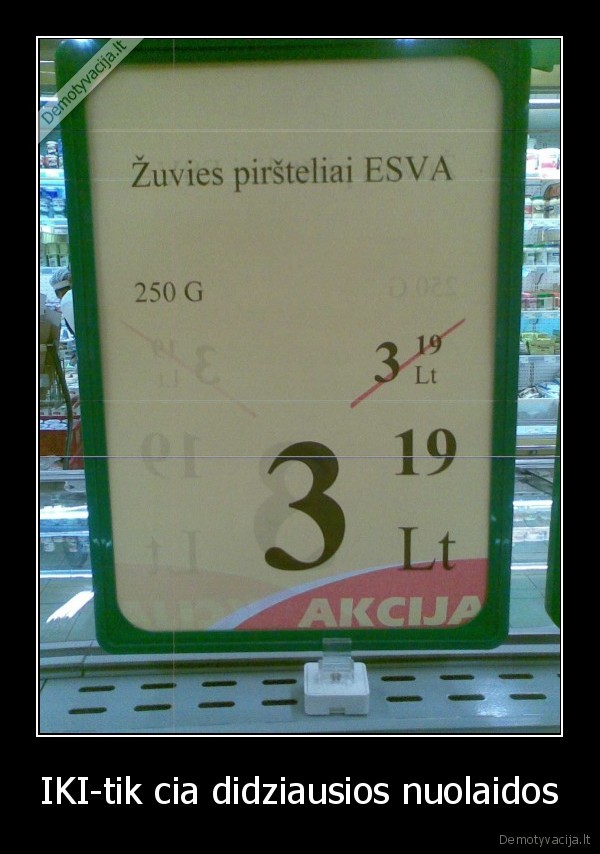 Demotyvacija.lt
Žuvies piršteliai ESVA
250 G
3 19 Lt
3 19 Lt
AKCIJA
IKI-tik cia didziausios nuolaidos
Demotyvacija.lt